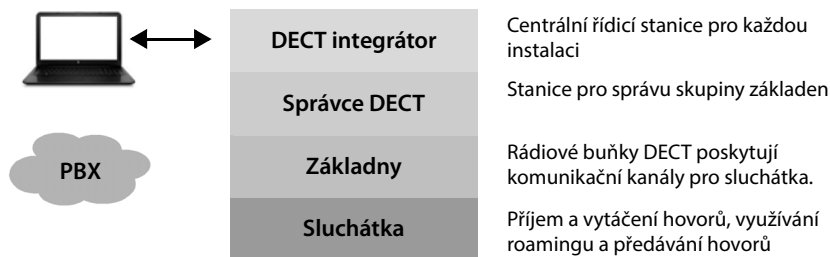 DECT integrátor
Centrální řídicí stanice pro každou
instalaci
Správce DECT
Stanice pro správu skupiny základen
PBX
Základny
Rádiové buňky DECT poskytují
komunikační kanály pro sluchátka.
Sluchátka
Příjem a vytáčení hovorů, využívání
roamingu a předávání hovorů